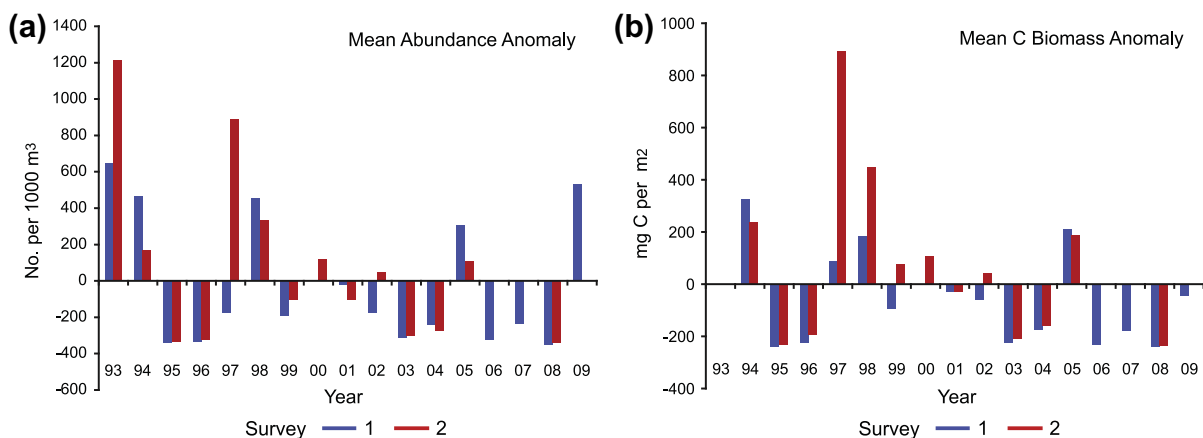 (a)
Mean Abundance Anomaly
No. per 1000 m³
1400
1200
1000
800
600
400
200
0
-200
-400
-600
93 94 95 96 97 98 99 00 01 02 03 04 05 06 07 08 09
Year
Survey 1 2
(b)
Mean C Biomass Anomaly
mg C per m2
1000
800
600
400
200
0
-200
-400
93 94 95 96 97 98 99 00 01 02 03 04 05 06 07 08 09
Year
Survey 1 2